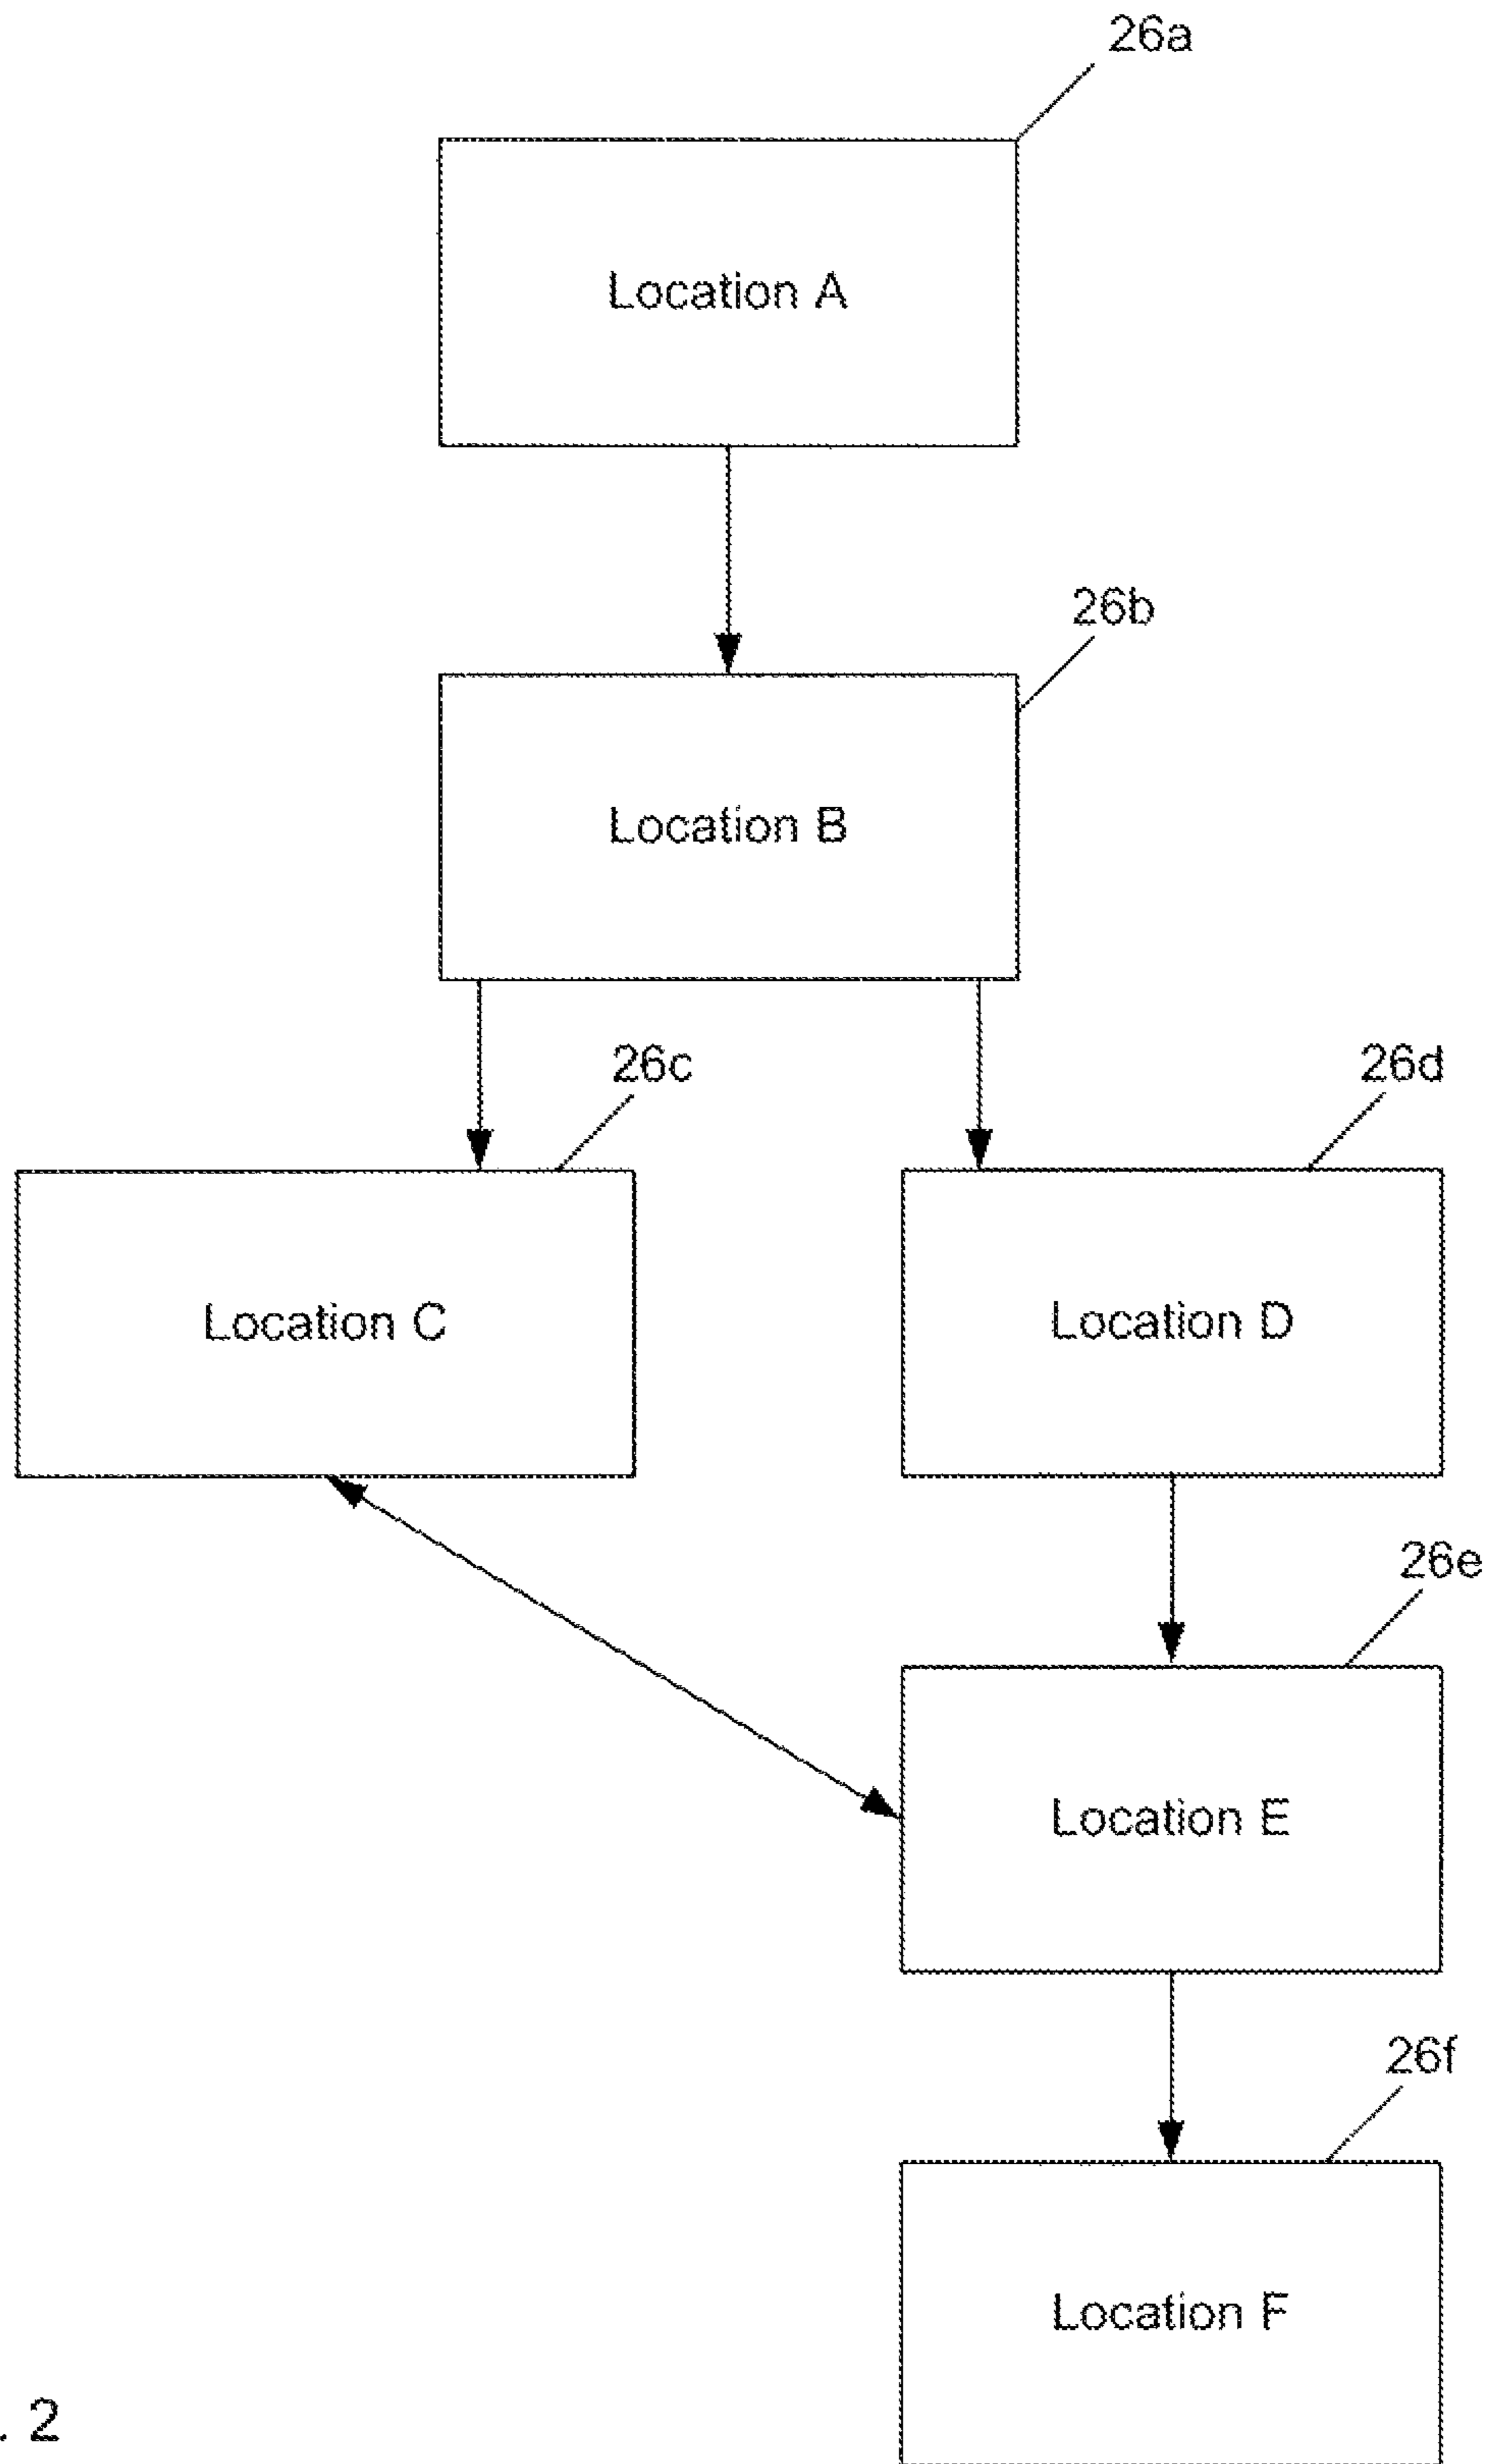 26a
Location A
26b
Location B
26c
26d
Location C
Location D
26e
Location E
26f
Location F
. 2